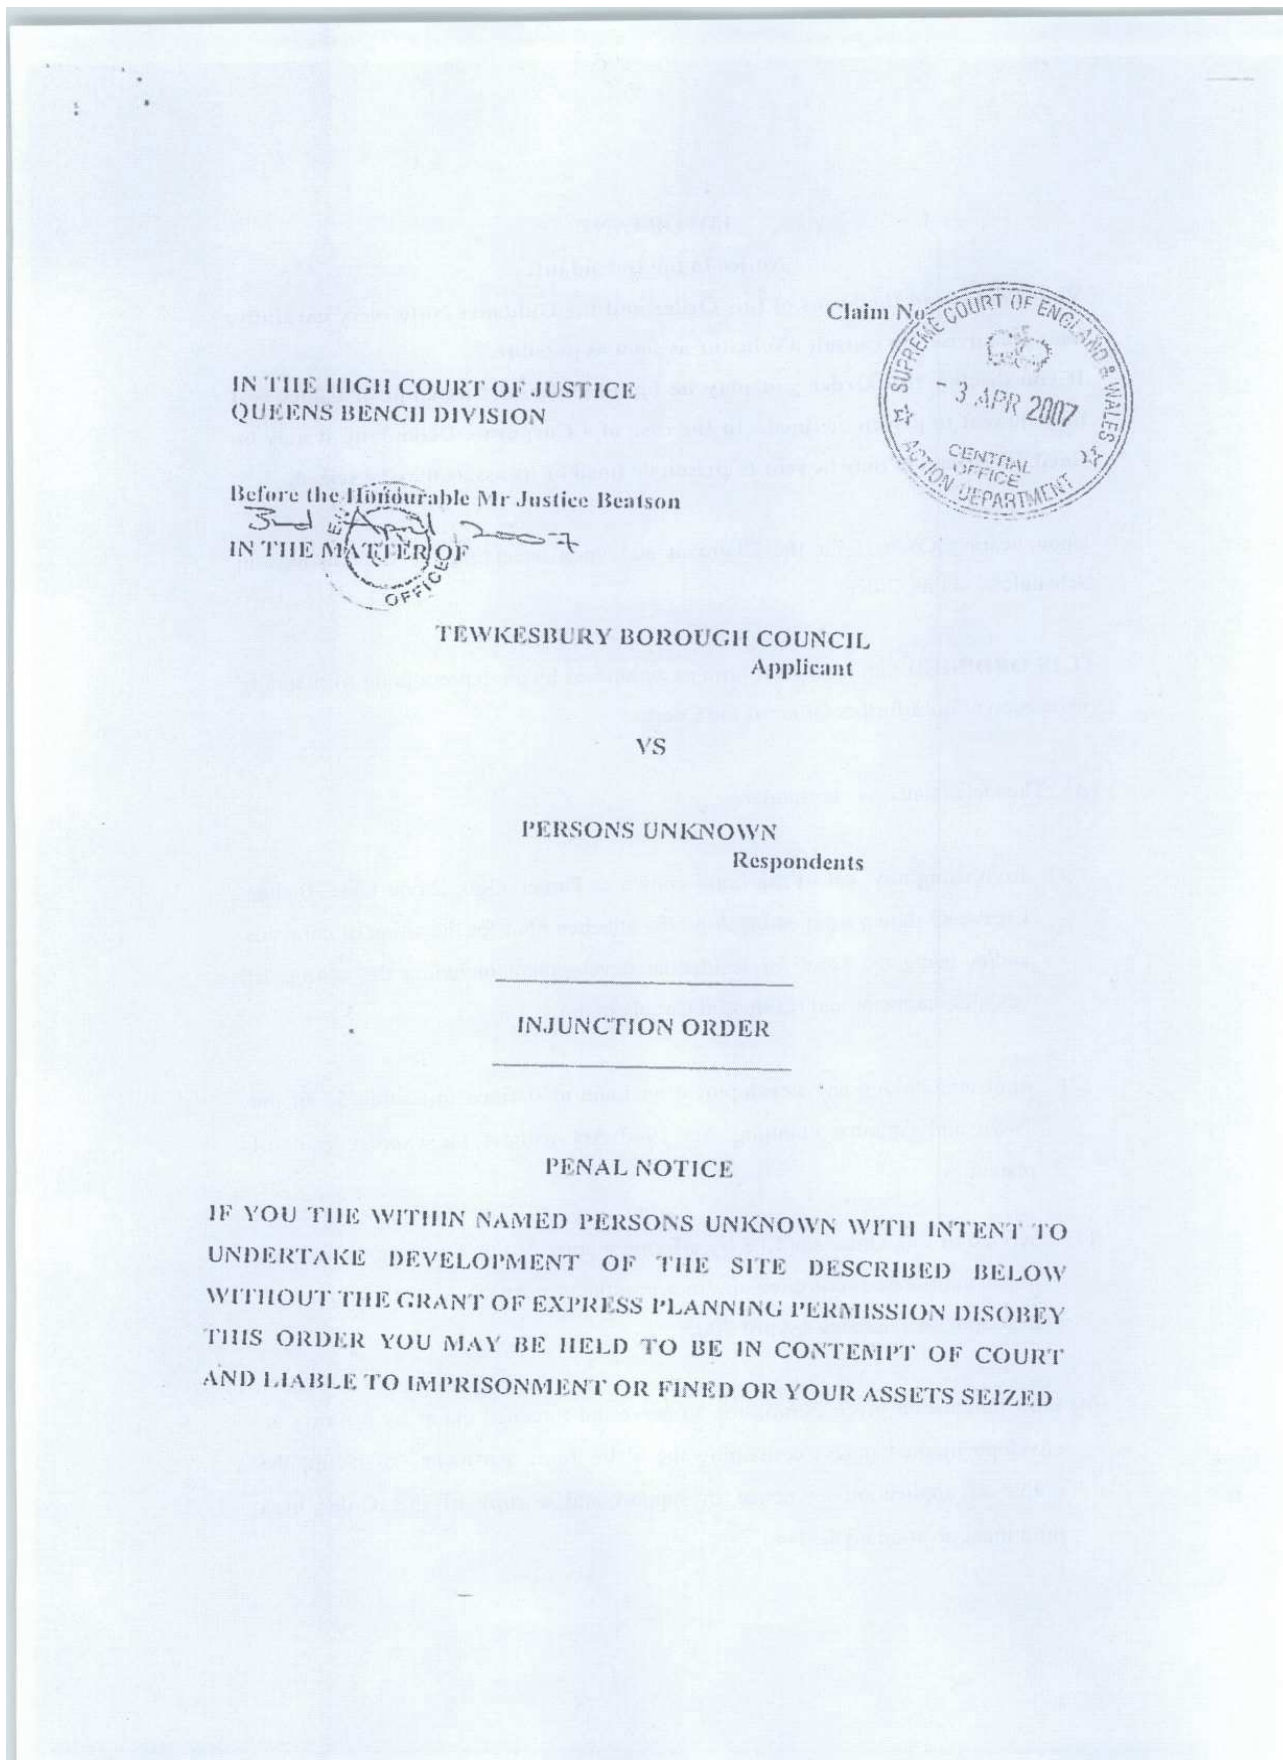 Claim No:
SUPREME COURT OF ENGLAND & WALES
- 3 APR 2007
CENTRAL
OFFICE
ACTION DEPARTMENT
IN THE HIGH COURT OF JUSTICE
QUEENS BENCH DIVISION
Before the Honourable Mr Justice Beatson
3rd April 2007
IN THE MATTER OF
OFFICE
TEWKESBURY BOROUGH COUNCIL
Applicant
VS
PERSONS UNKNOWN
Respondents
INJUNCTION ORDER
PENAL NOTICE
IF YOU THE WITHIN NAMED PERSONS UNKNOWN WITH INTENT TO
UNDERTAKE DEVELOPMENT OF THE SITE DESCRIBED BELOW
WITHOUT THE GRANT OF EXPRESS PLANNING PERMISSION DISOBEY
THIS ORDER YOU MAY BE HELD TO BE IN CONTEMPT OF COURT
AND LIABLE TO IMPRISONMENT OR FINED OR YOUR ASSETS SEIZED